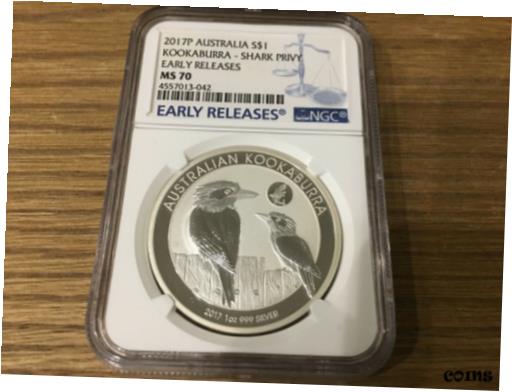 2017P AUSTRALIA S$1
KOOKABURRA - SHARK PRIVY
EARLY RELEASES
MS 70
4557013-042
EARLY RELEASES®
NGC®
AUSTRALIAN KOOKABURRA
2017 1oz 999 SILVER
coins